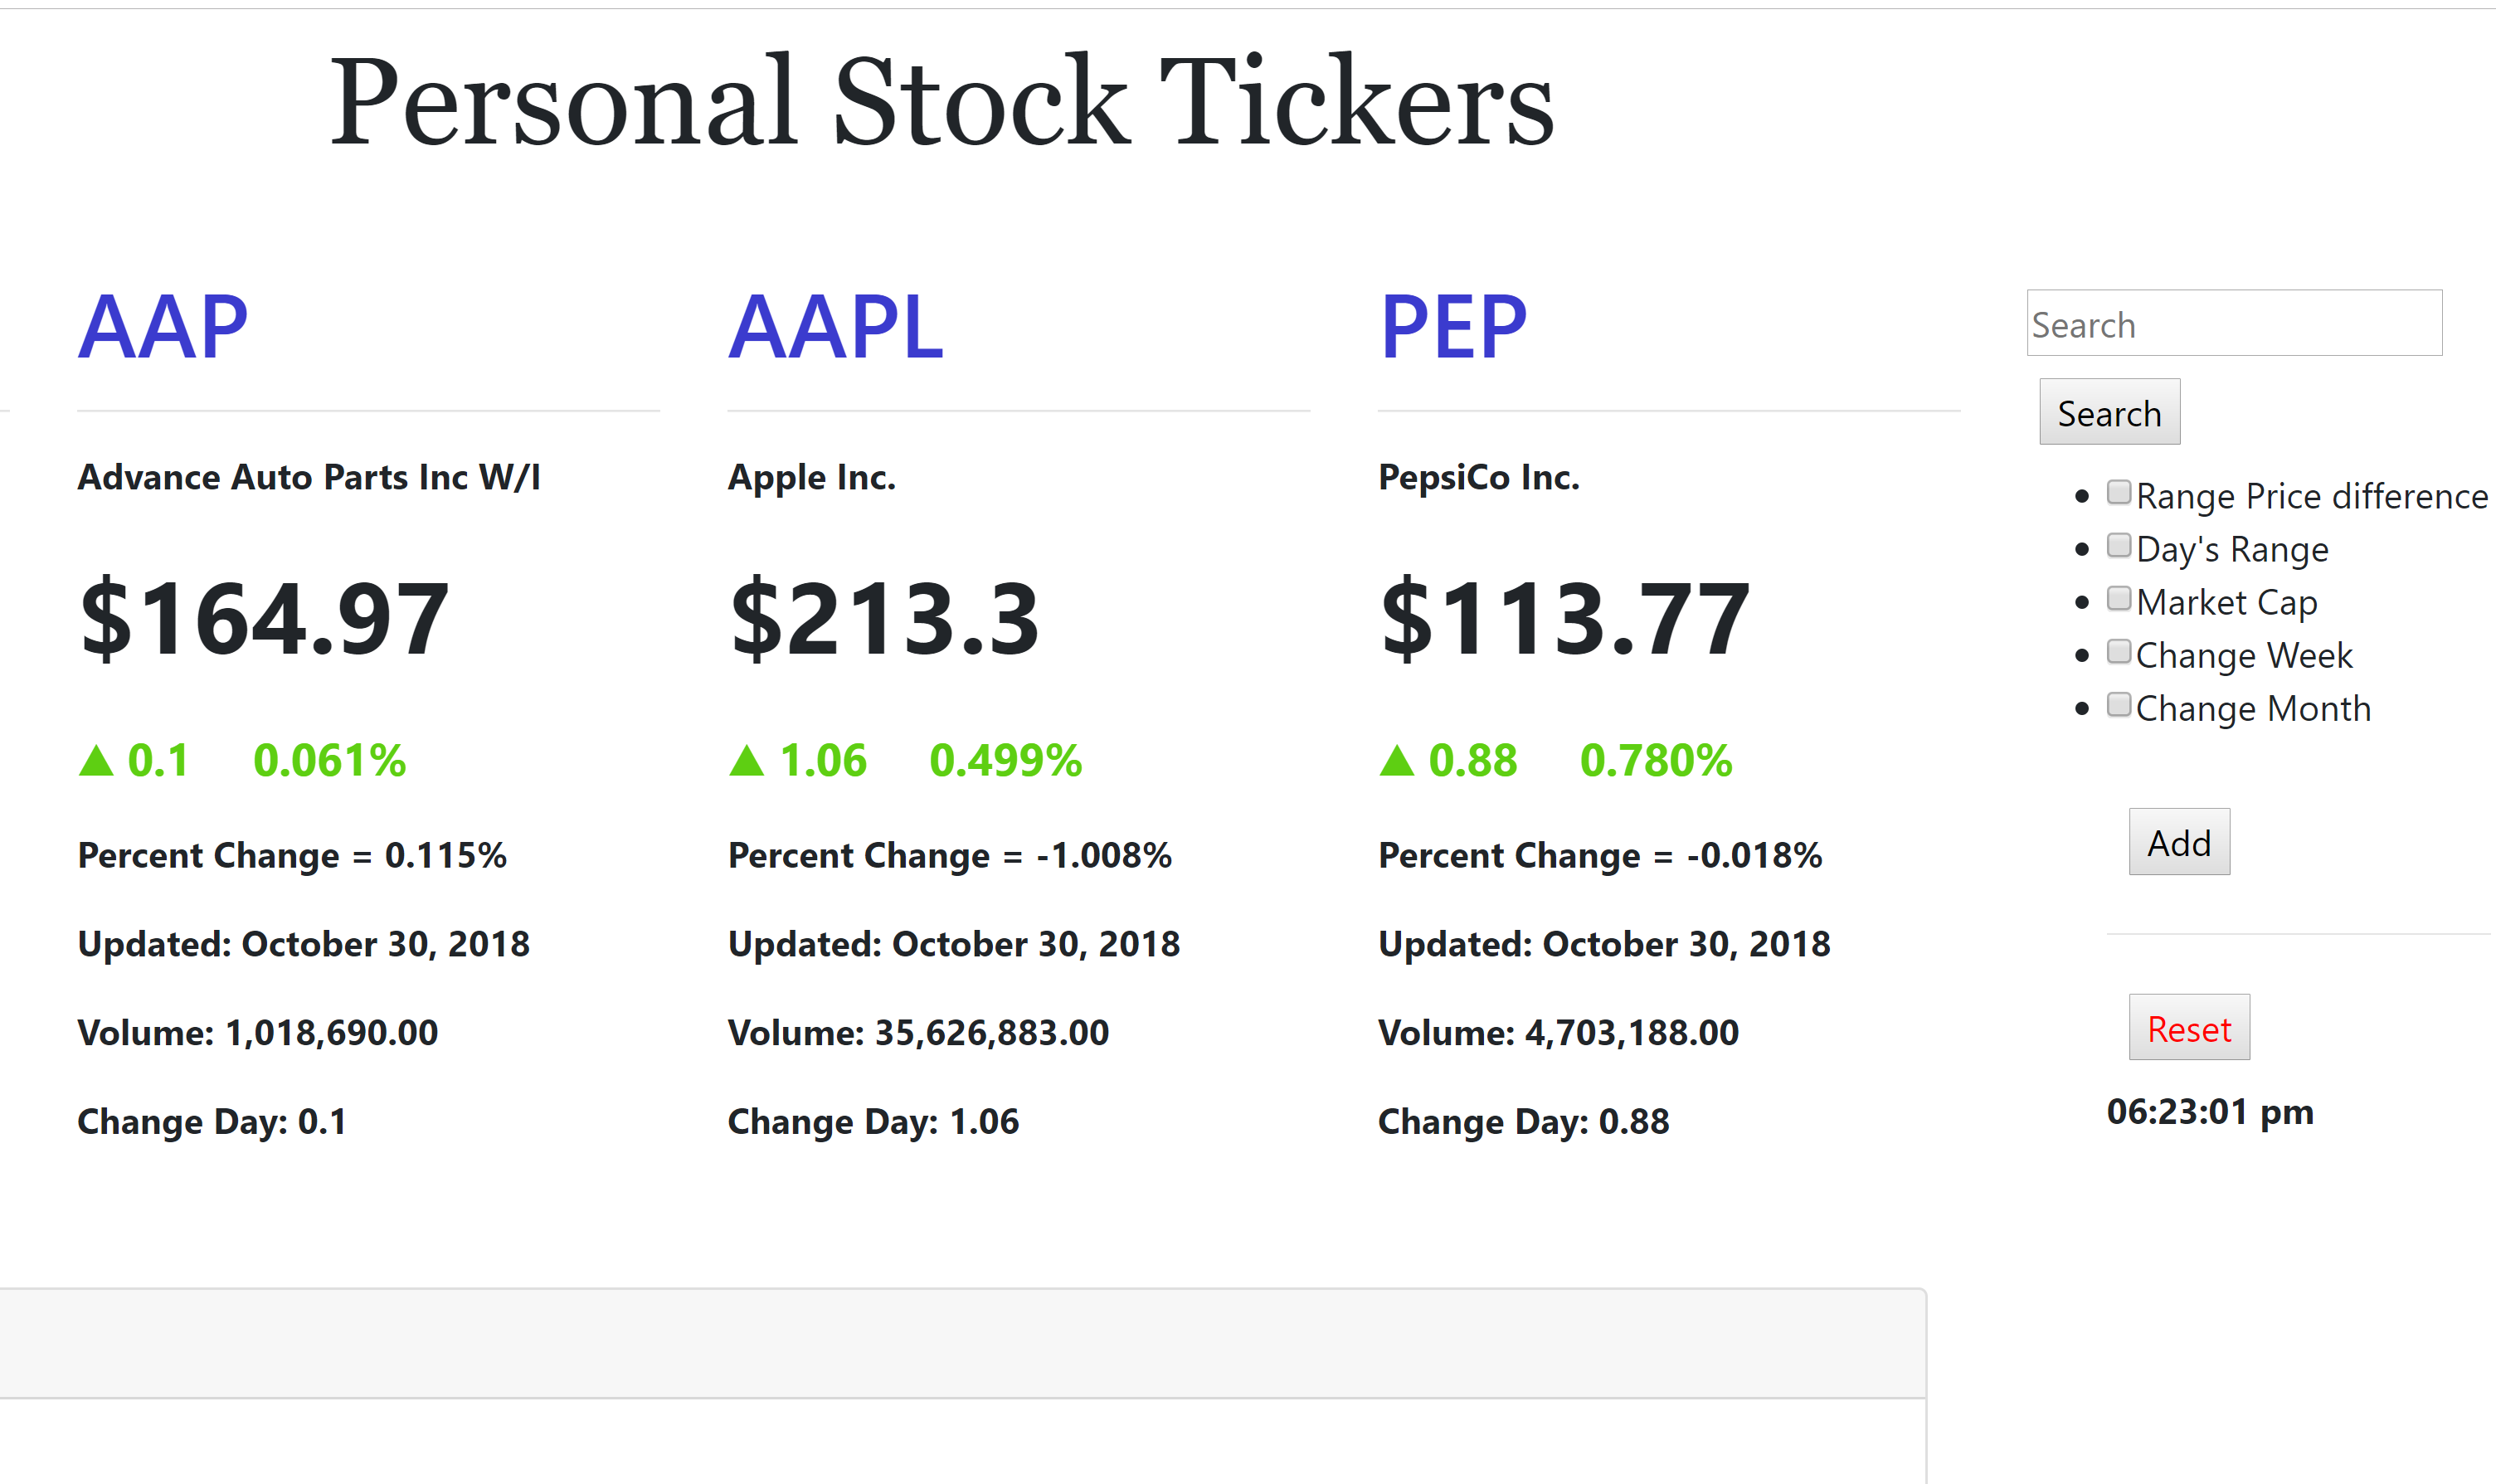 Personal Stock Tickers
AAP
Advance Auto Parts Inc W/I
$164.97
▲ 0.1 0.061%
Percent Change = 0.115%
Updated: October 30, 2018
Volume: 1,018,690.00
Change Day: 0.1
AAPL
Apple Inc.
$213.3
▲ 1.06 0.499%
Percent Change = -1.008%
Updated: October 30, 2018
Volume: 35,626,883.00
Change Day: 1.06
PEP
PepsiCo Inc.
$113.77
▲ 0.88 0.780%
Percent Change = -0.018%
Updated: October 30, 2018
Volume: 4,703,188.00
Change Day: 0.88
Search
Search
Range Price difference
Day's Range
Market Cap
Change Week
Change Month
Add
Reset
06:23:01 pm